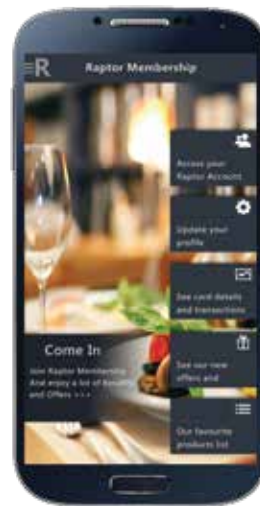 R
Raptor Membership
Access your
Raptor Account
Update your
profile
See card details
and transactions
See our new
offers and
Our favourite
products list
Come In
Join Raptor Membership
And enjoy a lot of
and Offers >>>